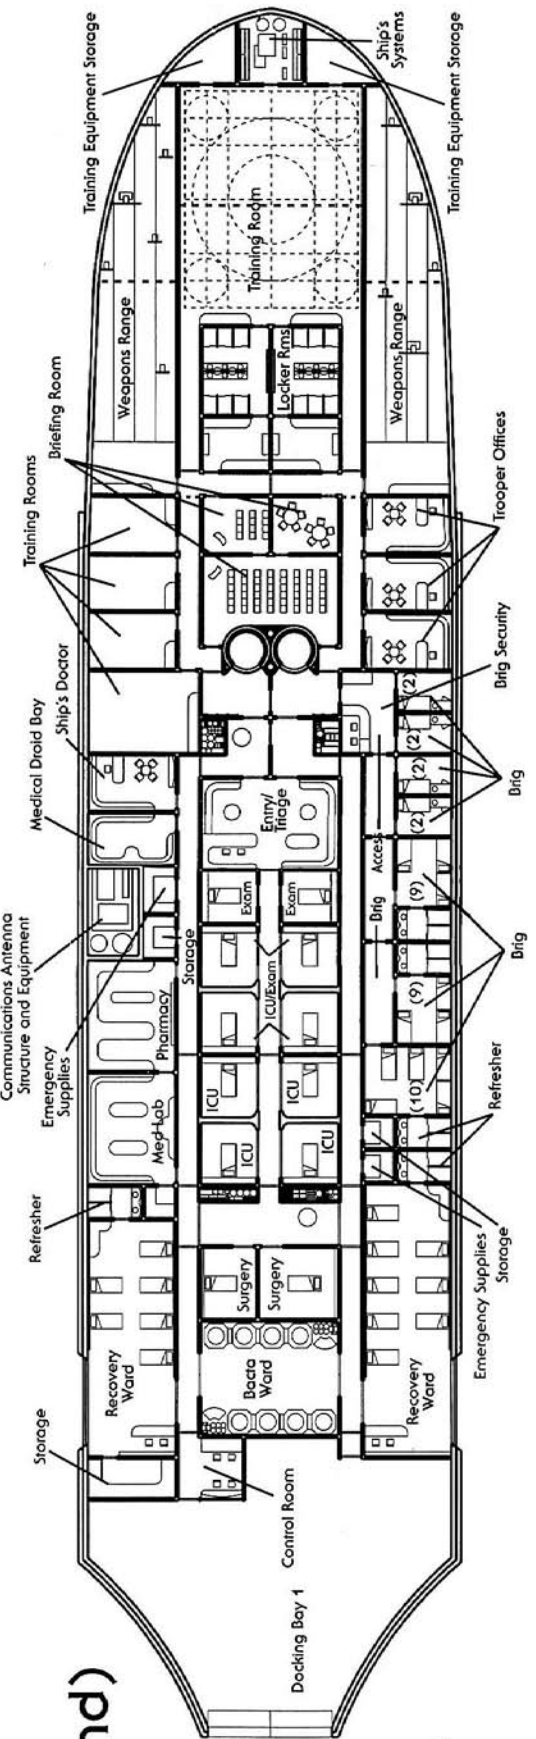 Training Equipment Storage
Ship's
Systems
Training Equipment Storage
Training Room
Weapons Range
Weapons Range
Locker Rms
Briefing Room
Training Rooms
Trooper Offices
Ship's Doctor
Medical Droid Bay
Brig Security
(2)
(2)
(2)
(2)
Brig
Entry/
Triage
Access
Brig
Exam
Exam
(9)
(9)
Brig
Communications Antenna
Structure and Equipment
Emergency
Supplies
Storage
Pharmacy
ICU/Exam
ICU
ICU
ICU
ICU
(10)
Refresher
Med-Lab
Refresher
Emergency Supplies
Storage
Surgery
Surgery
Recovery
Ward
Bacta
Ward
Recovery
Ward
Storage
Control Room
Docking Bay 1
nd)